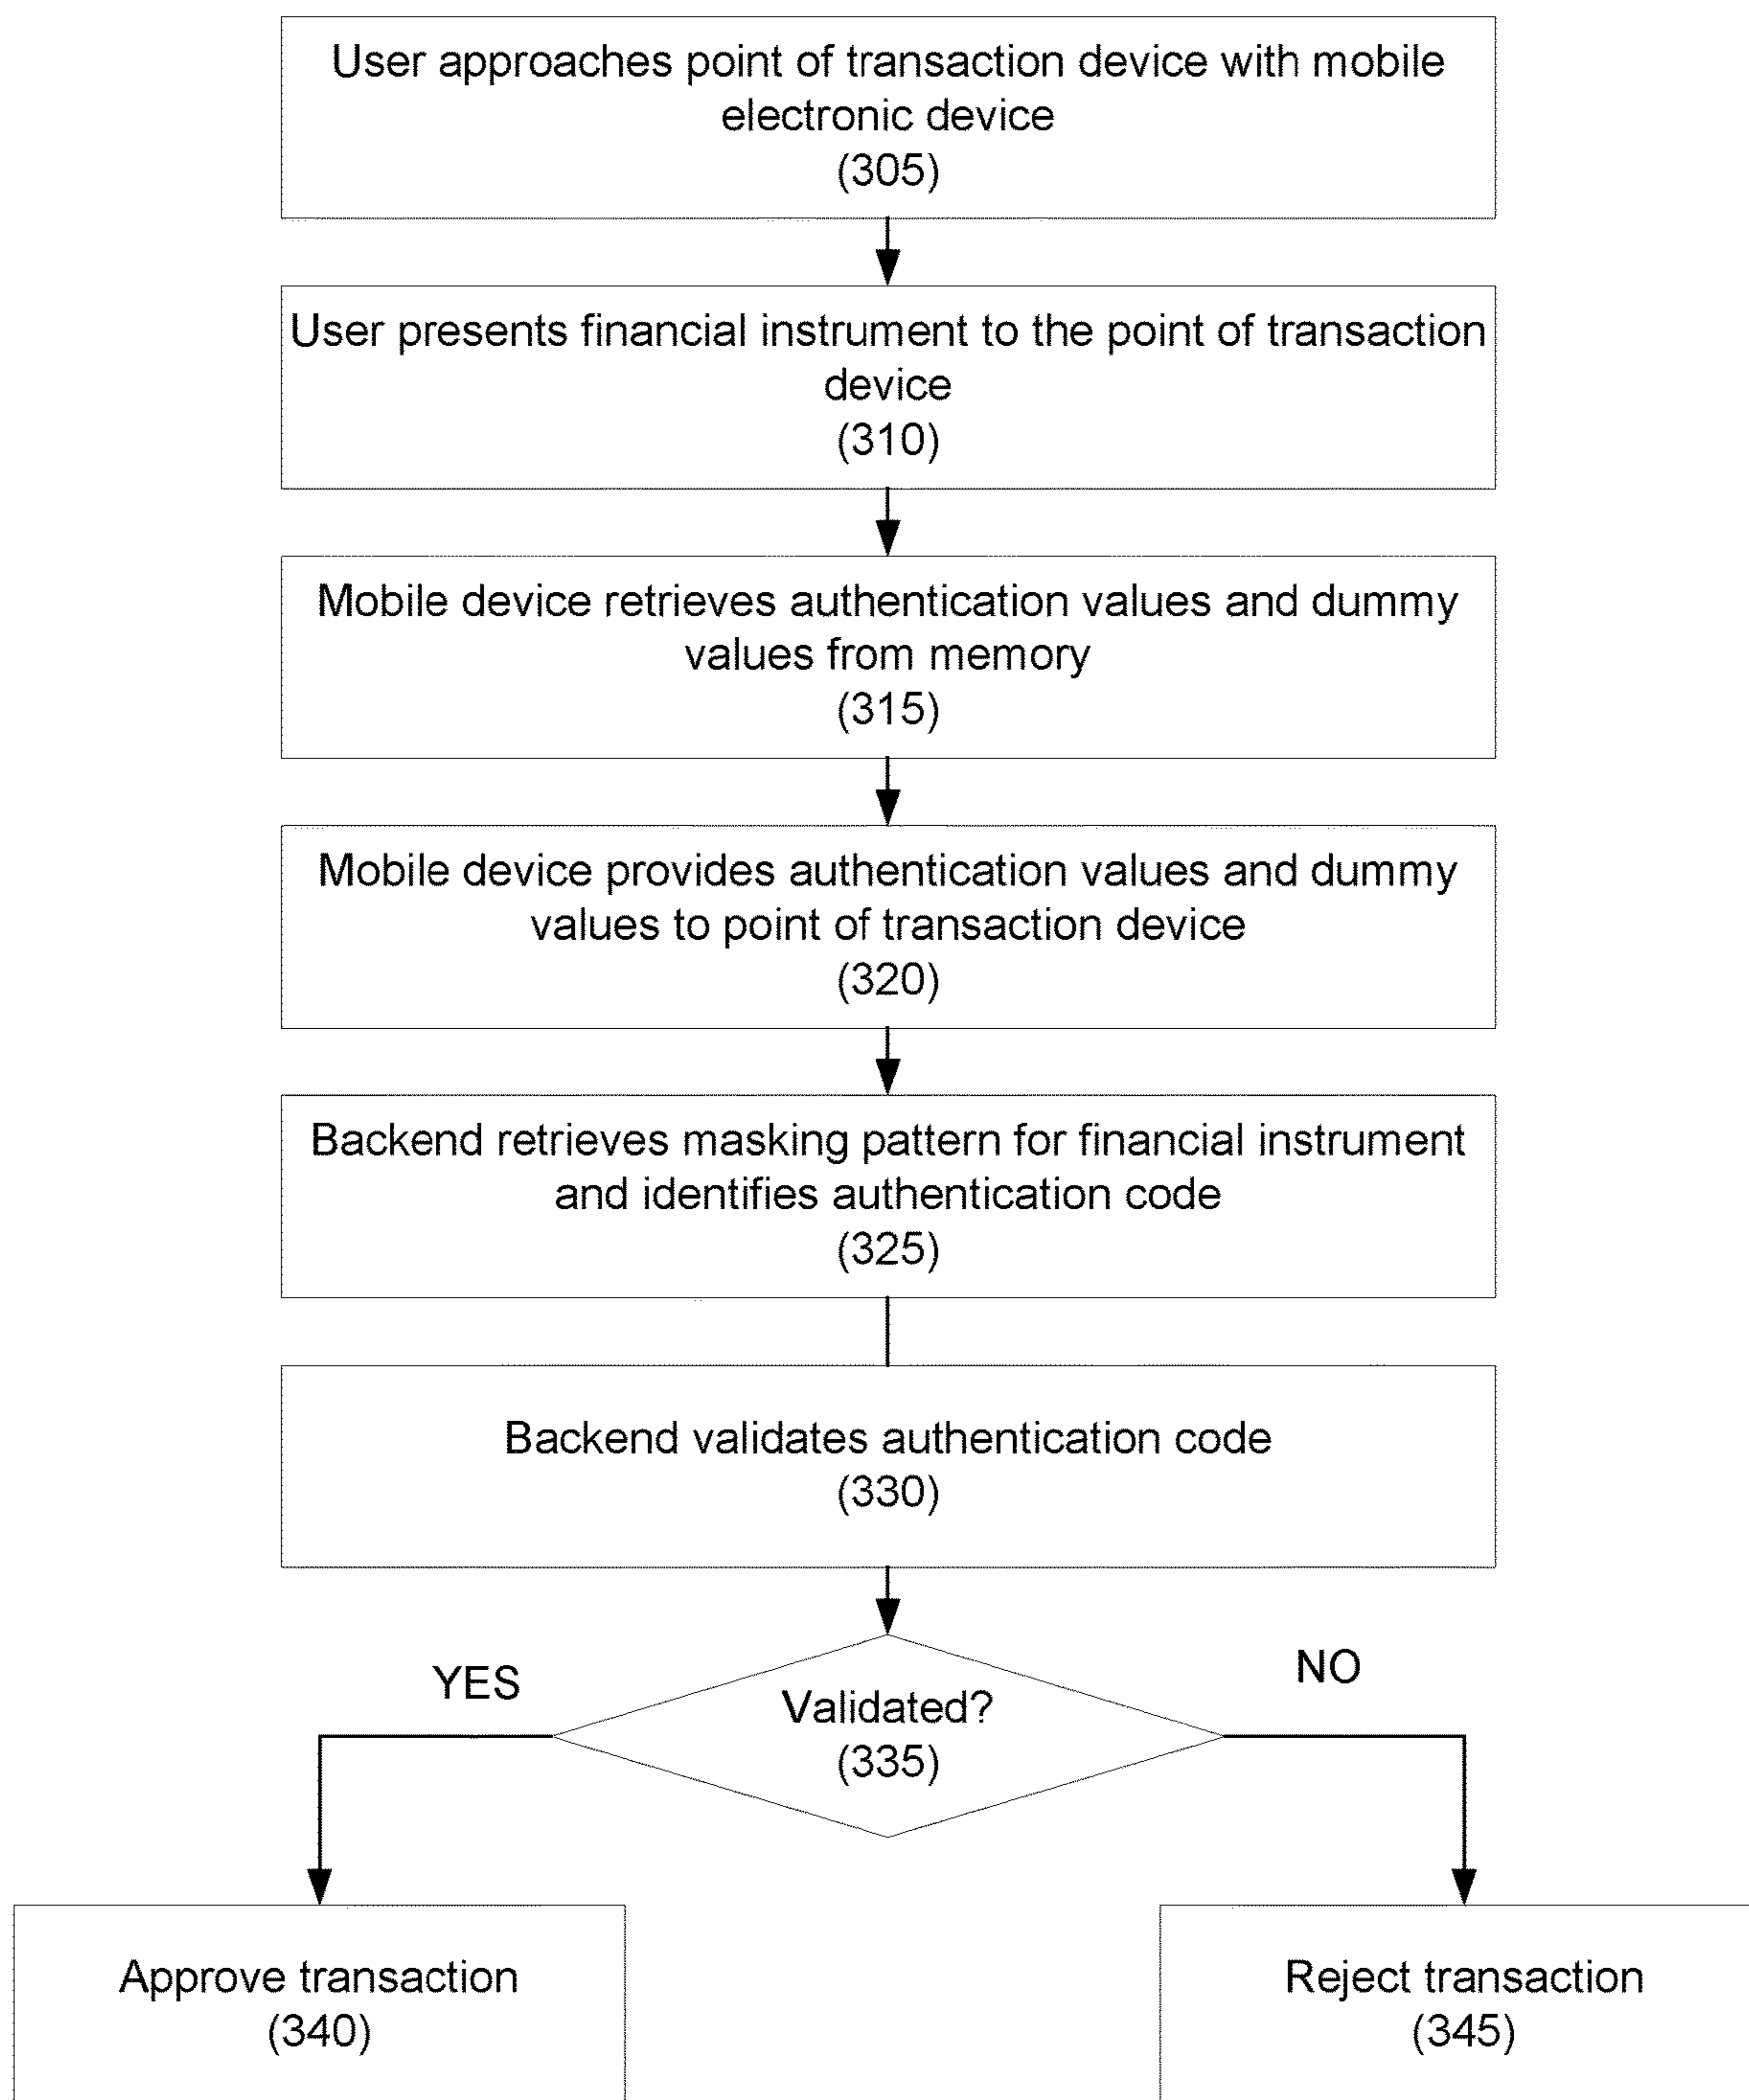 User approaches point of transaction device with mobile
electronic device
(305)
User presents financial instrument to the point of transaction
device
(310)
Mobile device retrieves authentication values and dummy
values from memory
(315)
Mobile device provides authentication values and dummy
values to point of transaction device
(320)
Backend retrieves masking pattern for financial instrument
and identifies authentication code
(325)
Backend validates authentication code
(330)
YES
NO
Validated?
(335)
Approve transaction
(340)
Reject transaction
(345)